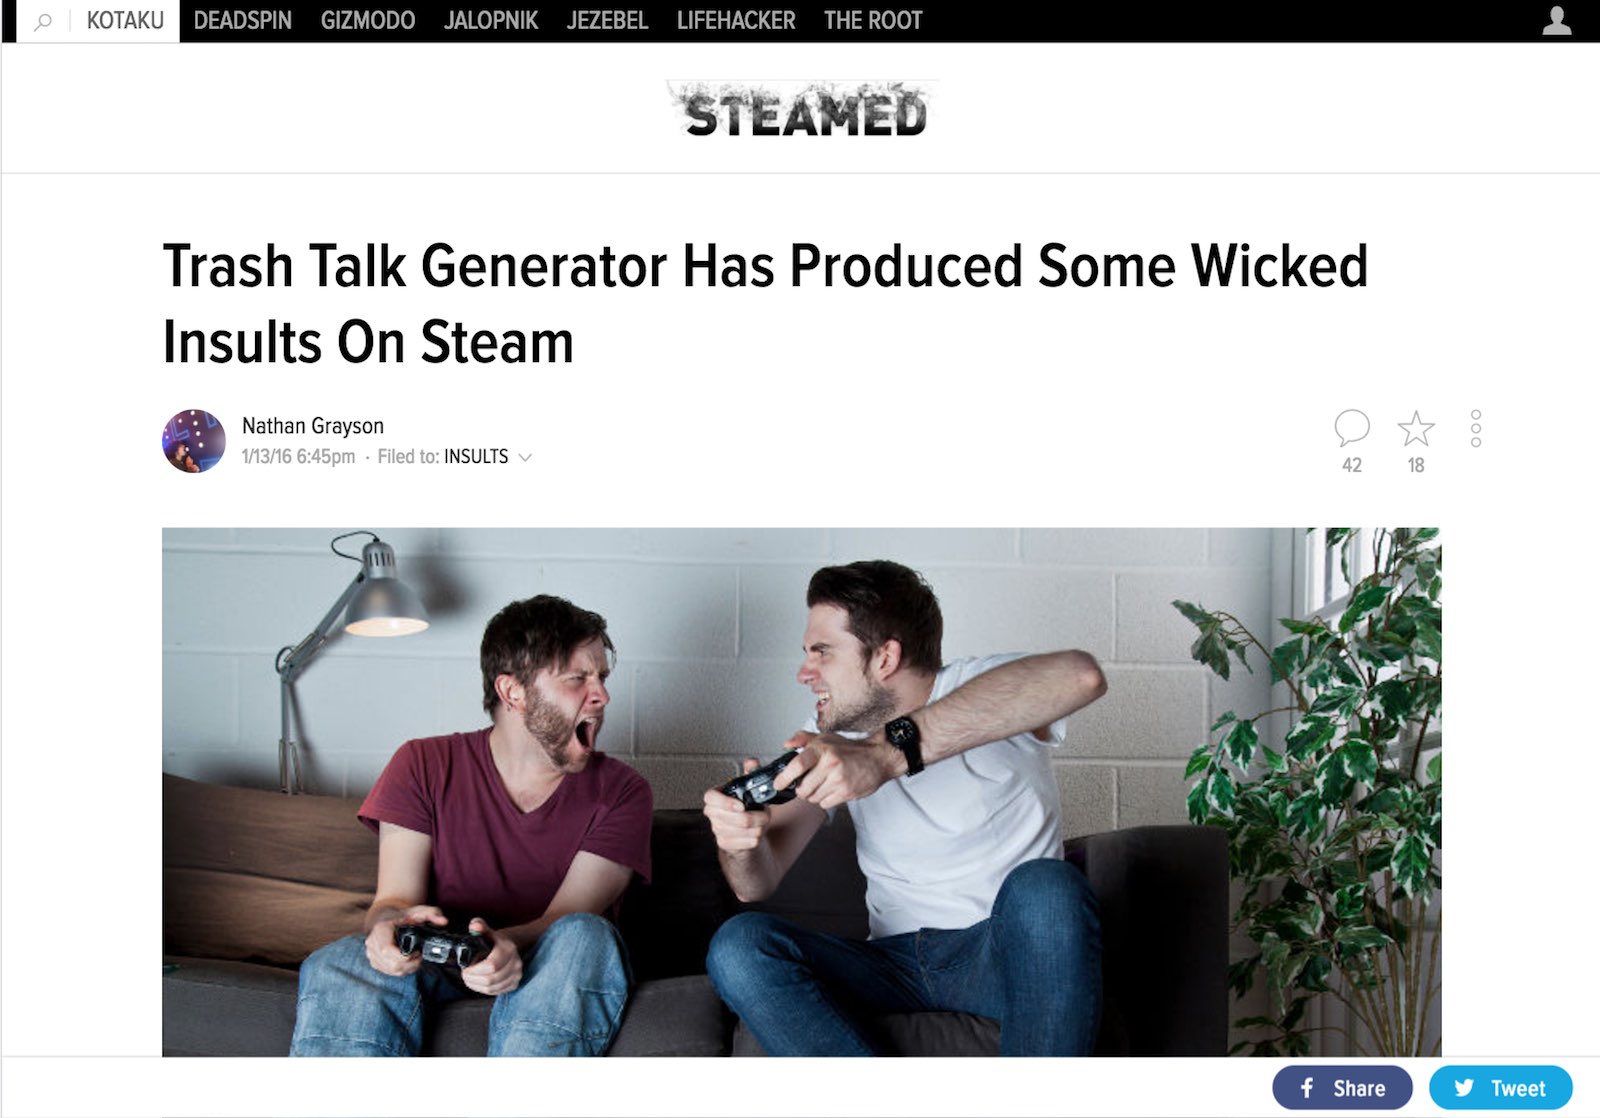 KOTAKU DEADSPIN GIZMODO JALOPNIK JEZEBEL LIFEHACKER THE ROOT
STEAMED
Trash Talk Generator Has Produced Some Wicked
Insults On Steam
Nathan Grayson
1/13/16 6:45pm · Filed to: INSULTS
42 18
Share Tweet